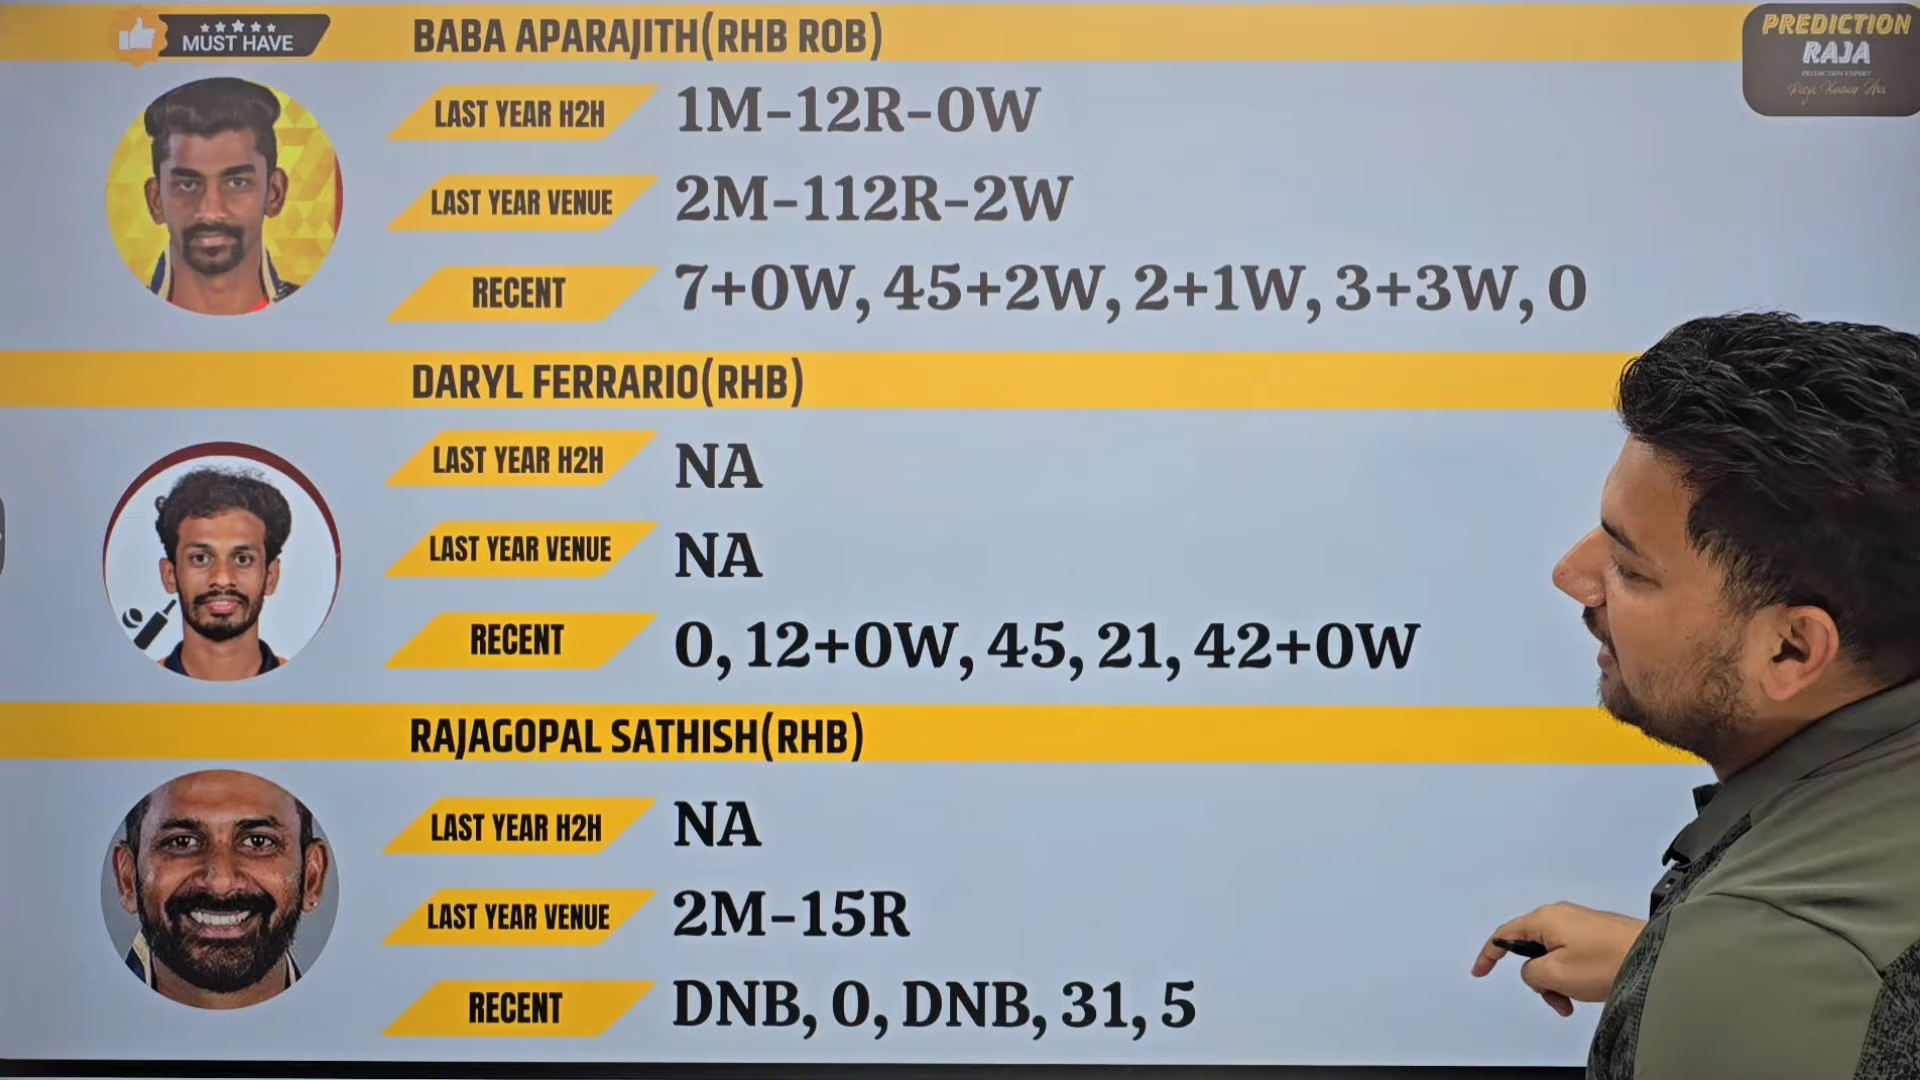 ★★★★★
MUST HAVE
BABA APARAJITH(RHB ROB)
PREDICTION
RAJA
PREDICTION EXPERT
LAST YEAR H2H 1M-12R-0W
LAST YEAR VENUE 2M-112R-2W
RECENT 7+0W, 45+2W, 2+1W, 3+3W, 0
DARYL FERRARIO(RHB)
LAST YEAR H2H NA
LAST YEAR VENUE NA
RECENT 0, 12+0W, 45, 21, 42+0W
RAJAGOPAL SATHISH(RHB)
LAST YEAR H2H NA
LAST YEAR VENUE 2M-15R
RECENT DNB, 0, DNB, 31, 5